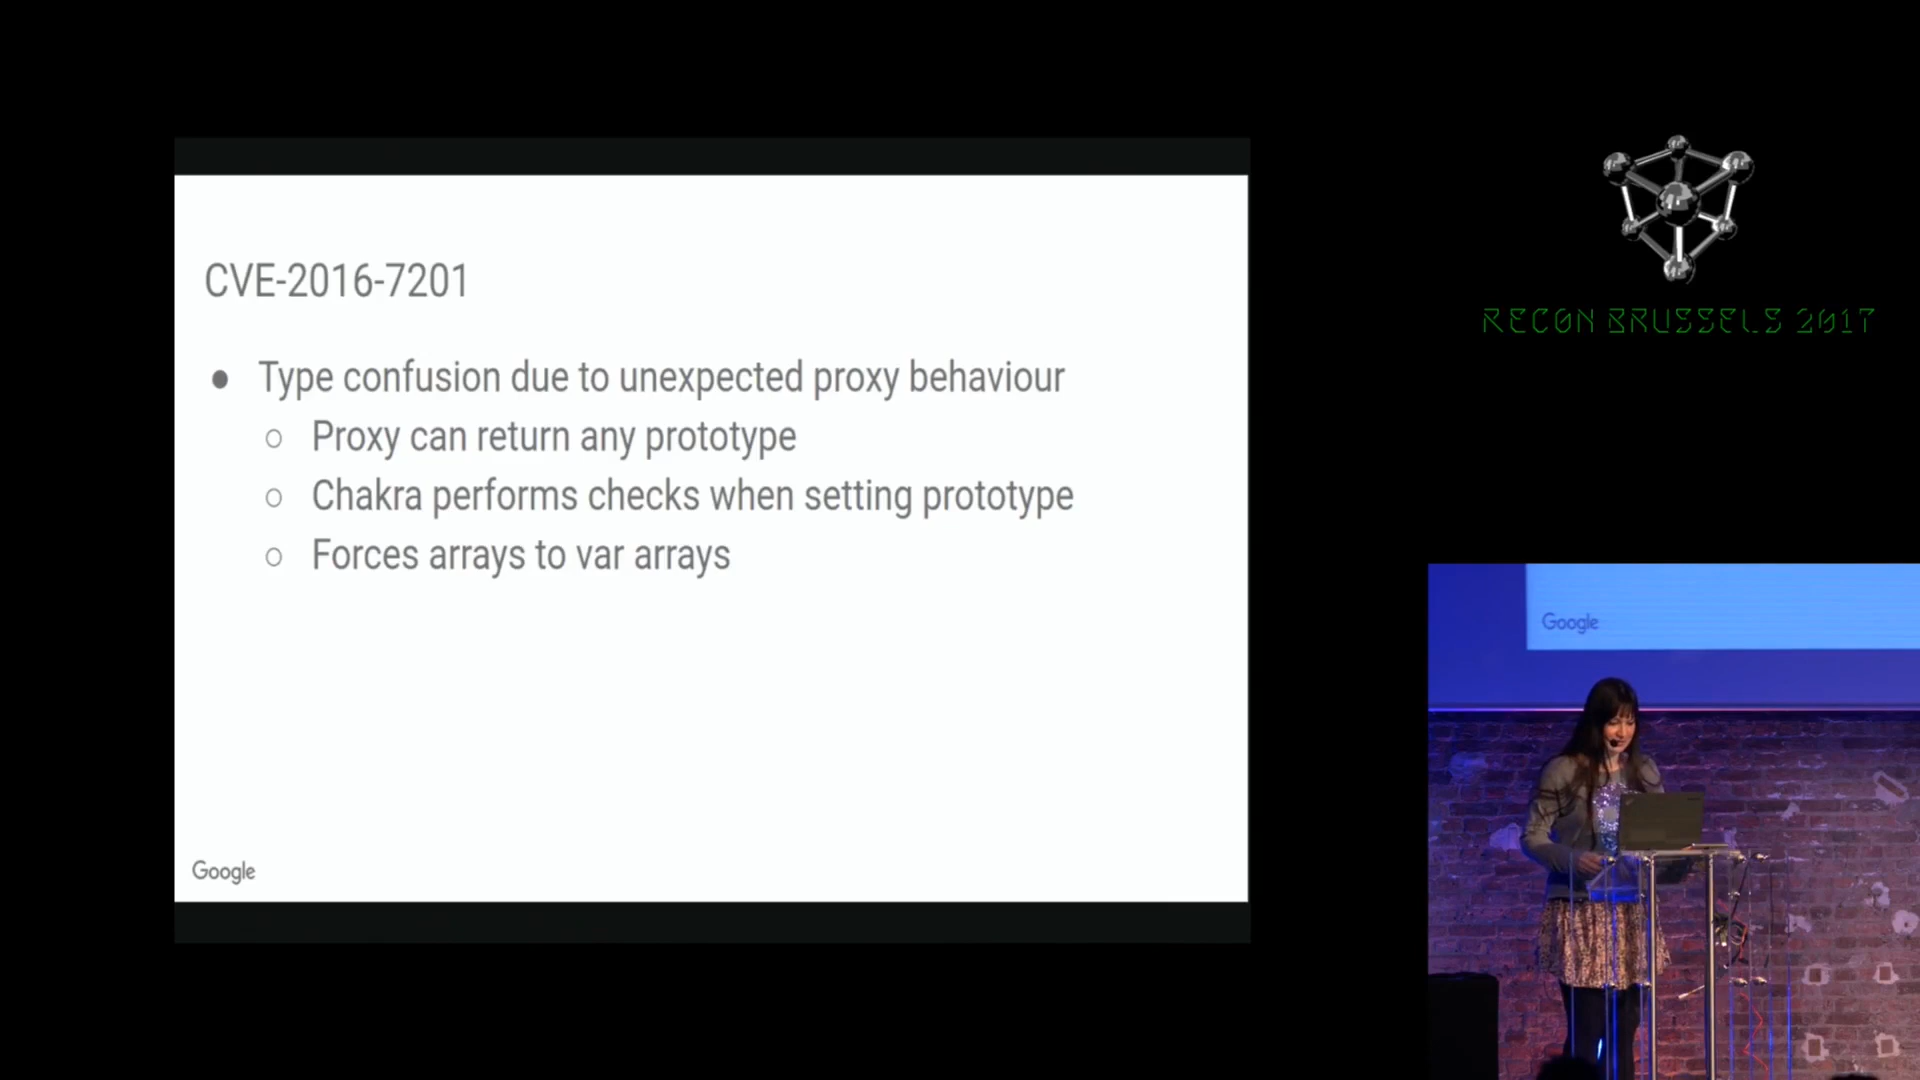 CVE-2016-7201
● Type confusion due to unexpected proxy behaviour
○ Proxy can return any prototype
○ Chakra performs checks when setting prototype
○ Forces arrays to var arrays
Google
RECON BRUSSELS 2017
Google